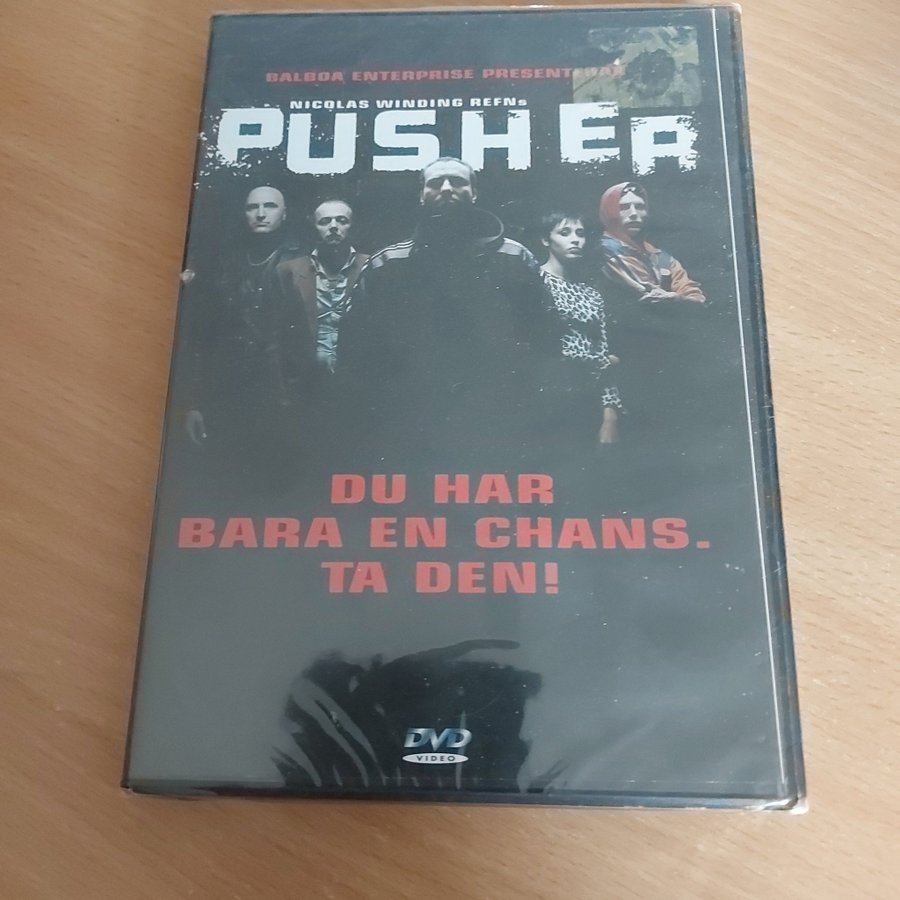 BALBOA ENTERPRISE PRESENTERAR
NICOLAS WINDING REFNs
PUSHER
DU HAR
BARA EN CHANS.
TA DEN!
DVD
VIDEO